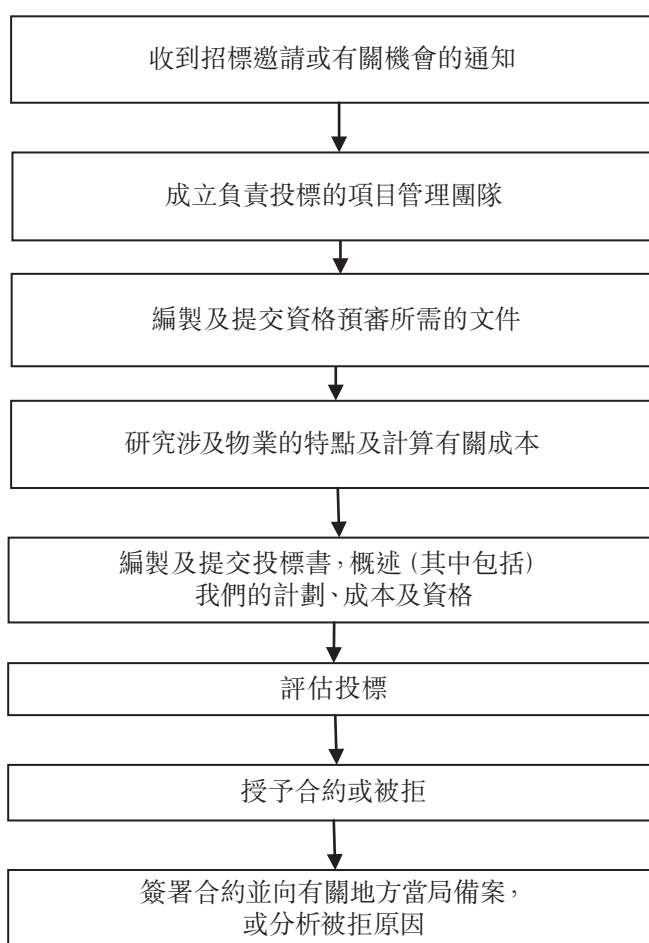 收到招標邀請或有關機會的通知
成立負責投標的項目管理團隊
編製及提交資格預審所需的文件
研究涉及物業的特點及計算有關成本
編製及提交投標書，概述（其中包括）
我們的計劃、成本及資格
評估投標
授予合約或被拒
簽署合約並向有關地方當局備案，
或分析被拒原因